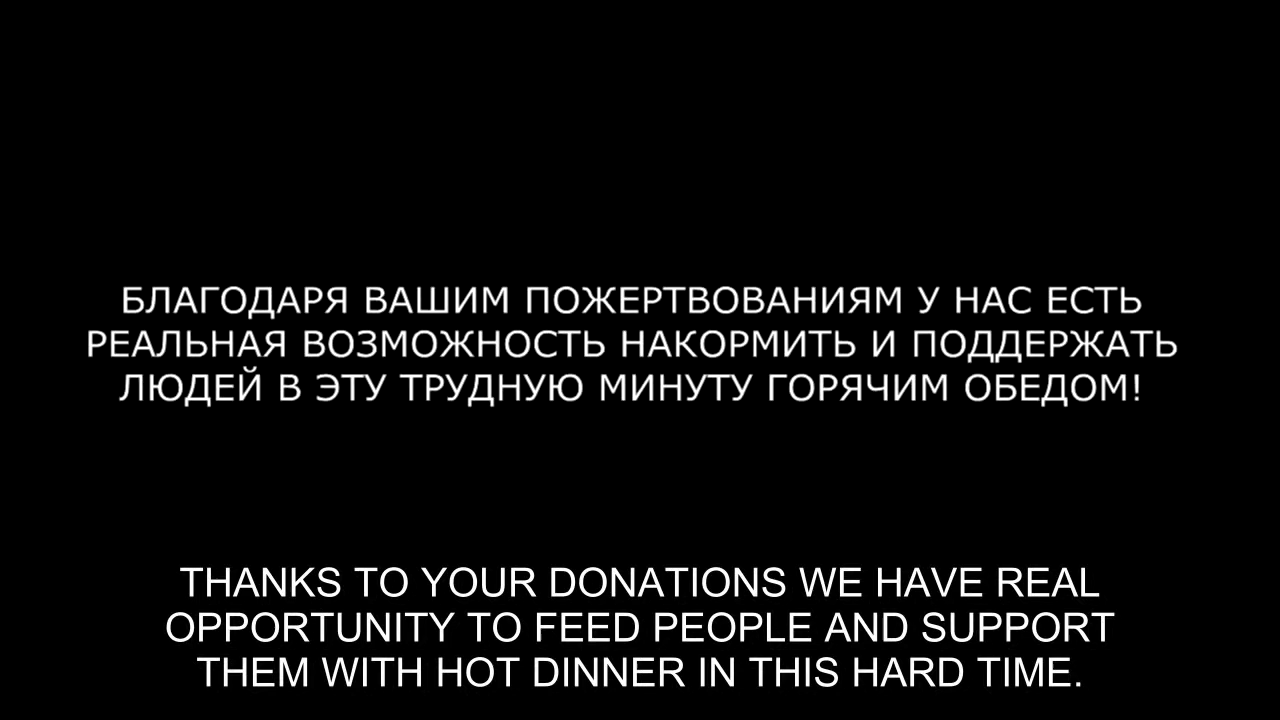 БЛАГОДАРЯ ВАШИМ ПОЖЕРТВОВАНИЯМ У НАС ЕСТЬ
РЕАЛЬНАЯ ВОЗМОЖНОСТЬ НАКОРМИТЬ И ПОДДЕРЖАТЬ
ЛЮДЕЙ В ЭТУ ТРУДНУЮ МИНУТУ ГОРЯЧИМ ОБЕДОМ!
THANKS TO YOUR DONATIONS WE HAVE REAL
OPPORTUNITY TO FEED PEOPLE AND SUPPORT
THEM WITH HOT DINNER IN THIS HARD TIME.